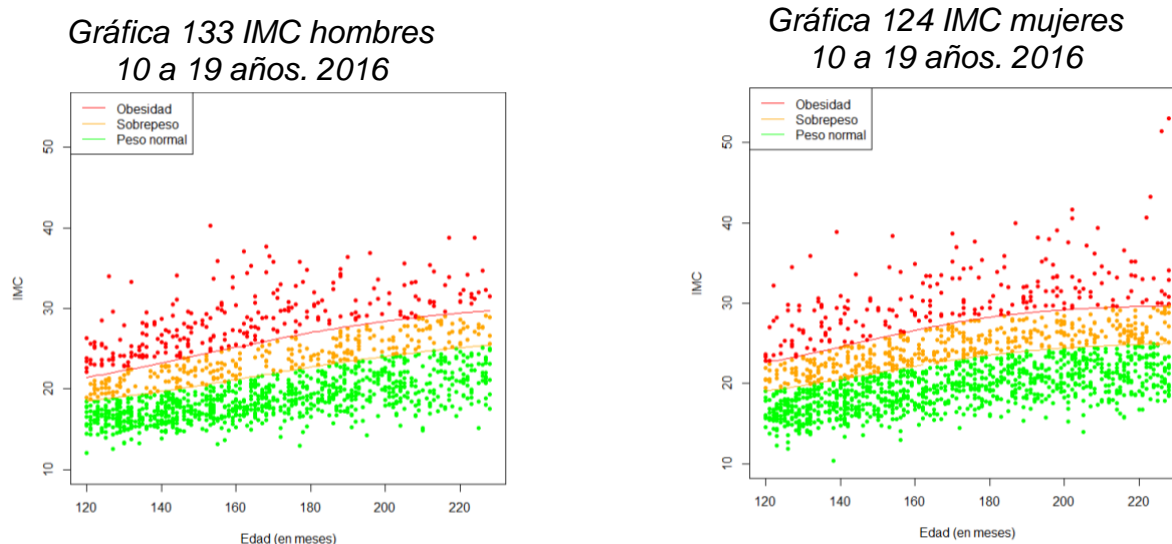 Gráfica 133 IMC hombres
10 a 19 años. 2016
Obesidad
Sobrepeso
Peso normal
50
40
30
20
10
IMC
120 140 160 180 200 220
Edad (en meses)
Gráfica 124 IMC mujeres
10 a 19 años. 2016
Obesidad
Sobrepeso
Peso normal
50
40
30
20
10
IMC
120 140 160 180 200 220
Edad (en meses)